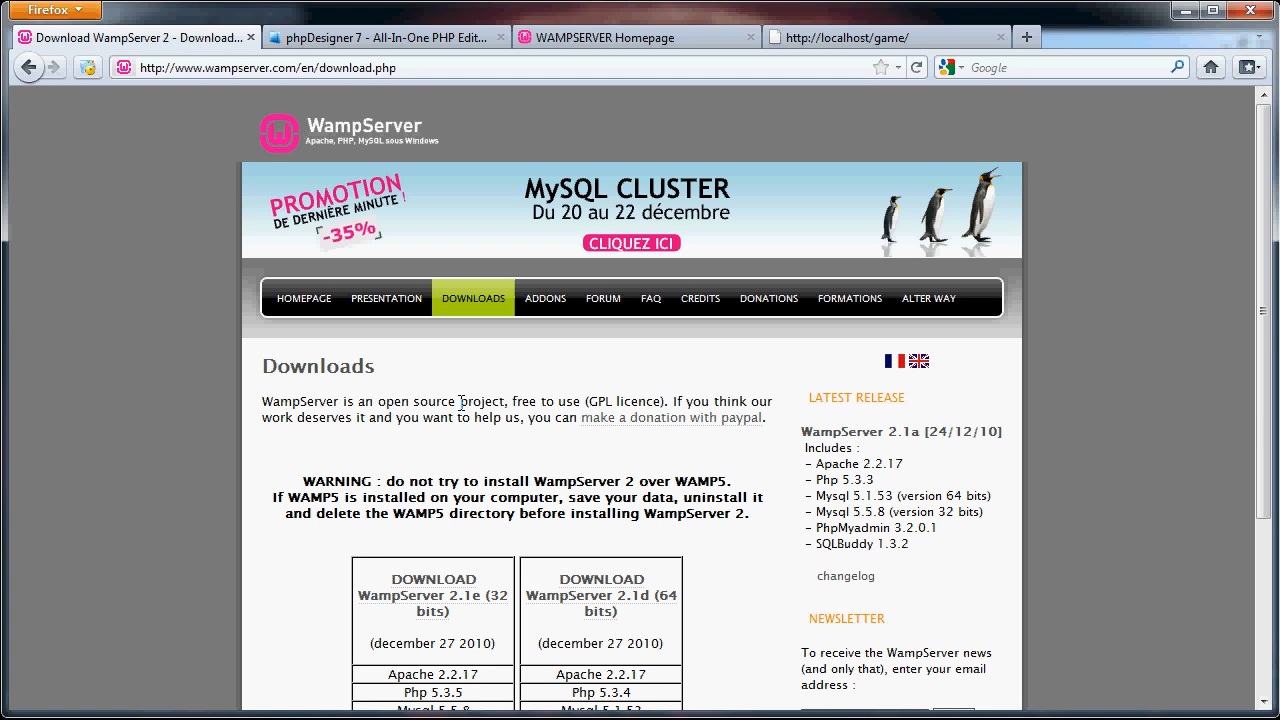 Firefox
Download WampServer 2 - Download...
phpDesigner 7 - All-In-One PHP Edit...
WAMPSERVER Homepage
http://localhost/game/
http://www.wampserver.com/en/download.php
Google
WampServer
Apache, PHP, MySQL sous Windows
PROMOTION
DE DERNIÈRE MINUTE !
-35%
MySQL CLUSTER
Du 20 au 22 décembre
CLIQUEZ ICI
HOMEPAGE PRESENTATION DOWNLOADS ADDONS FORUM FAQ CREDITS DONATIONS FORMATIONS ALTER WAY
Downloads
WampServer is an open source project, free to use (GPL licence). If you think our
work deserves it and you want to help us, you can make a donation with paypal.
WARNING : do not try to install WampServer 2 over WAMP5.
If WAMP5 is installed on your computer, save your data, uninstall it
and delete the WAMP5 directory before installing WampServer 2.
DOWNLOAD
WampServer 2.1e (32
bits)
(december 27 2010)
Apache 2.2.17
Php 5.3.5
Mysql 5.5.8
DOWNLOAD
WampServer 2.1d (64
bits)
(december 27 2010)
Apache 2.2.17
Php 5.3.4
Mysql 5.1.53
LATEST RELEASE
WampServer 2.1a [24/12/10]
Includes :
- Apache 2.2.17
- Php 5.3.3
- Mysql 5.1.53 (version 64 bits)
- Mysql 5.5.8 (version 32 bits)
- PhpMyadmin 3.2.0.1
- SQLBuddy 1.3.2
changelog
NEWSLETTER
To receive the WampServer news
(and only that), enter your email
address :